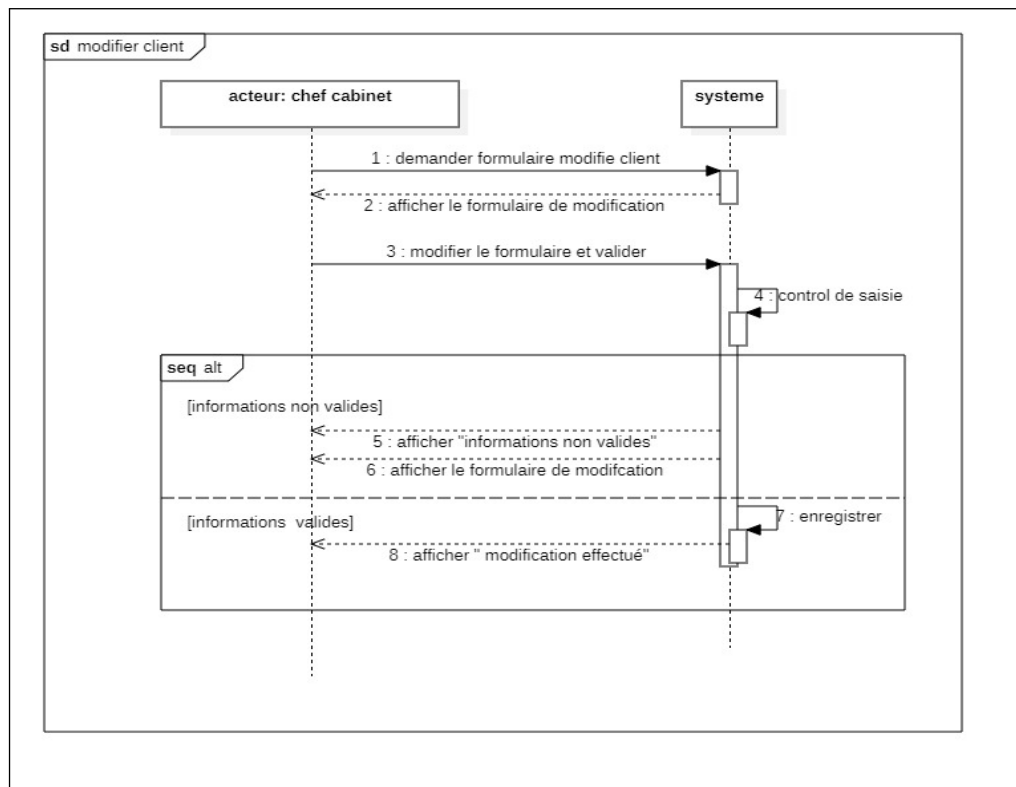 sd modifier client
acteur: chef cabinet
systeme
1 : demander formulaire modifie client
2 : afficher le formulaire de modification
3 : modifier le formulaire et valider
4 : control de saisie
seq alt
[informations non valides]
5 : afficher "informations non valides"
6 : afficher le formulaire de modifcation
[informations  valides]
7 : enregistrer
8 : afficher " modification effectué"